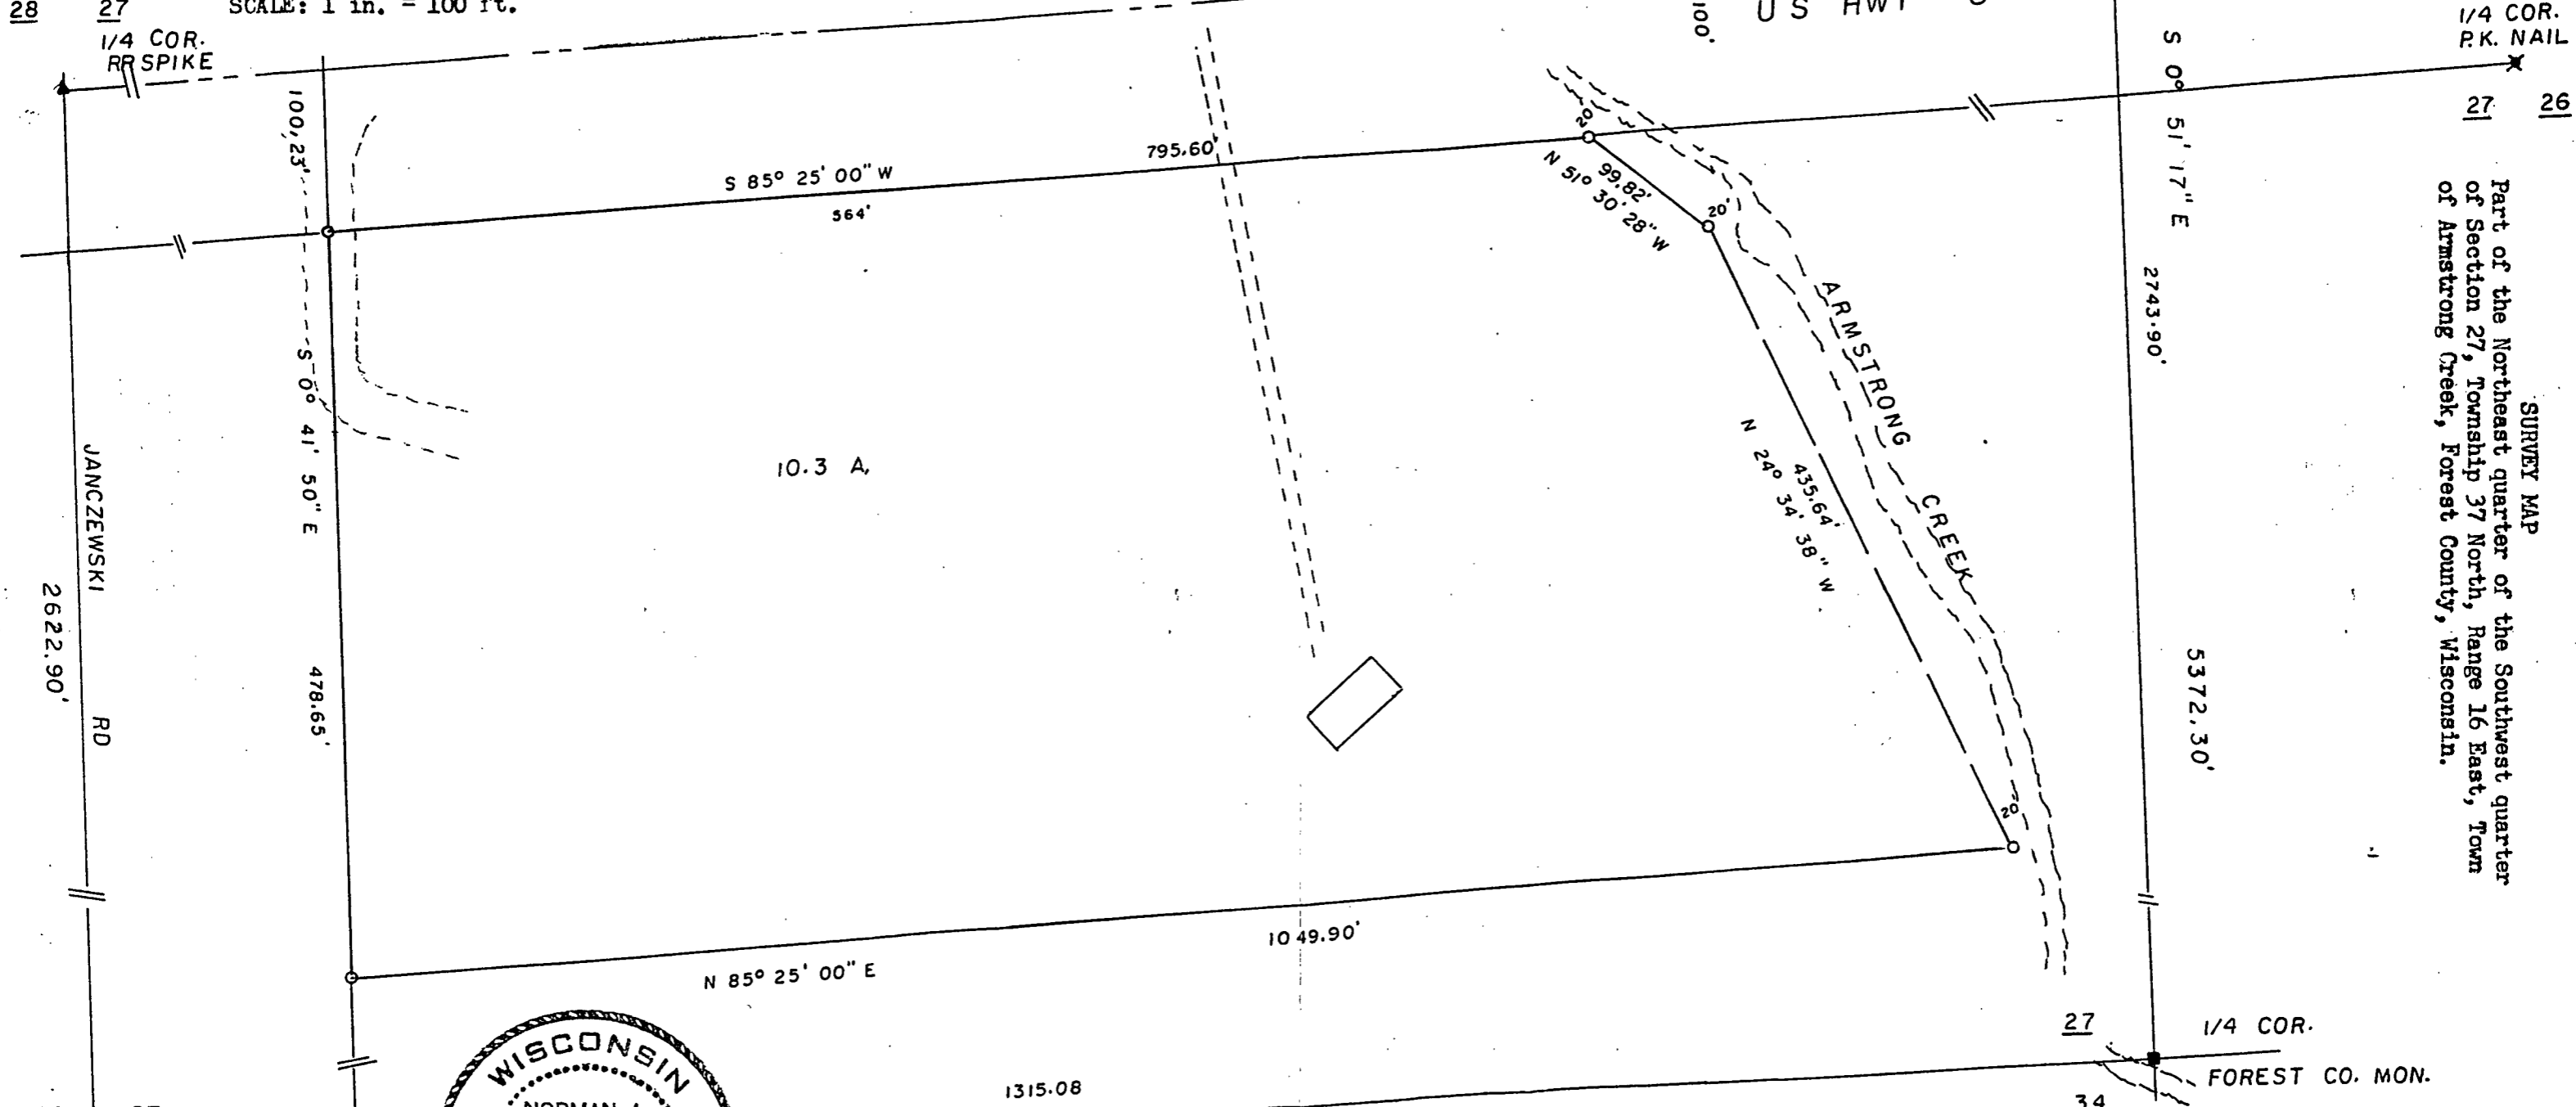 28 27 SCALE: 1 in. = 100 ft.
1/4 COR.
RR SPIKE
100'
U S HWY
1/4 COR.
P.K. NAIL
27 26
S 0° 51' 17" E
2743.90'
5372.30'
SURVEY MAP
Part of the Northeast quarter of the Southwest quarter
of Section 27, Township 37 North, Range 16 East, Town
of Armstrong Creek, Forest County, Wisconsin.
100.23'
795.60'
S 85° 25' 00" W
564'
20'
99.82'
N 51° 30' 28" W
20'
ARMSTRONG CREEK
435.64'
N 24° 34' 38" W
20'
S 0° 41' 50" E
478.65'
10.3 A.
JANCZEWSKI RD
2622.90'
1049.90'
N 85° 25' 00" E
WISCONSIN
NORMAN A.
1315.08
27 1/4 COR.
FOREST CO. MON.
34